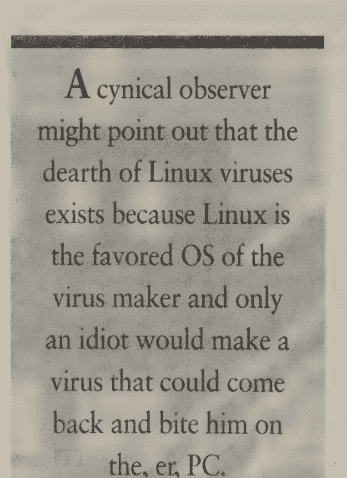 A cynical observer
might point out that the
dearth of Linux viruses
exists because Linux is
the favored OS of the
virus maker and only
an idiot would make a
virus that could come
back and bite him on
the, er, PC.